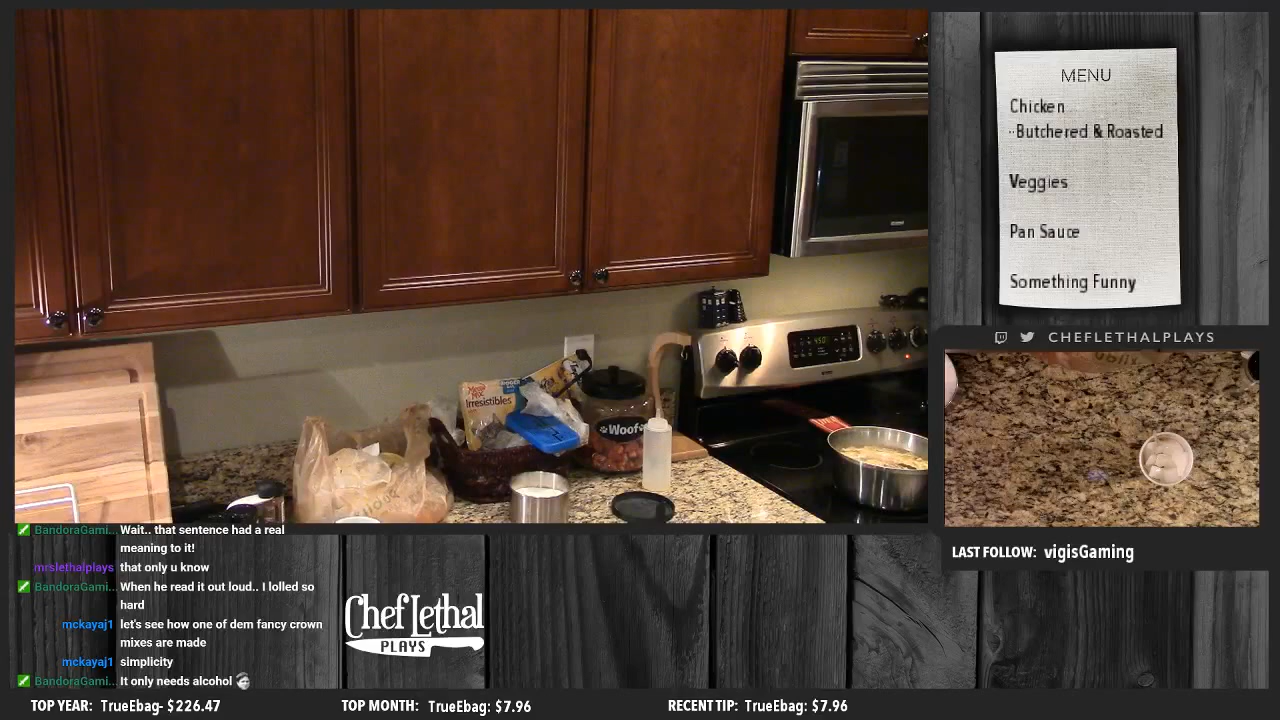 MENU
Chicken
-Butchered & Roasted
Veggies
Pan Sauce
Something Funny
CHEFLETHALPLAYS
Irresistibles
Woof
450
LAST FOLLOW: vigisGaming
BandoraGami... Wait.. that sentence had a real
meaning to it!
mrslethalplays that only u know
BandoraGami... When he read it out loud.. I lolled so
hard
mckayaj1 let's see how one of dem fancy crown
mixes are made
mckayaj1 simplicity
BandoraGami... It only needs alcohol
Chef Lethal
PLAYS
TOP YEAR: TrueEbag- $226.47
TOP MONTH: TrueEbag: $7.96
RECENT TIP: TrueEbag: $7.96